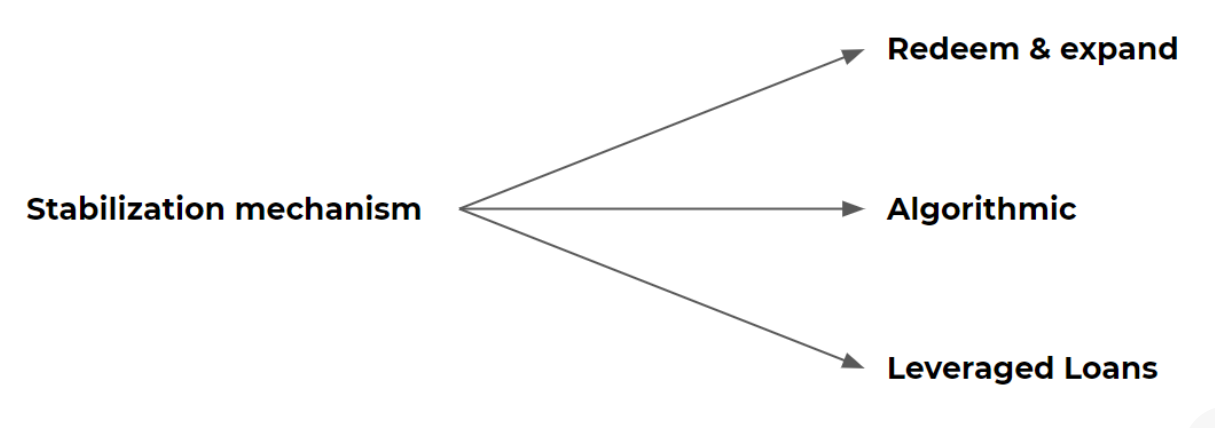 Redeem & expand
Stabilization mechanism
Algorithmic
Leveraged Loans